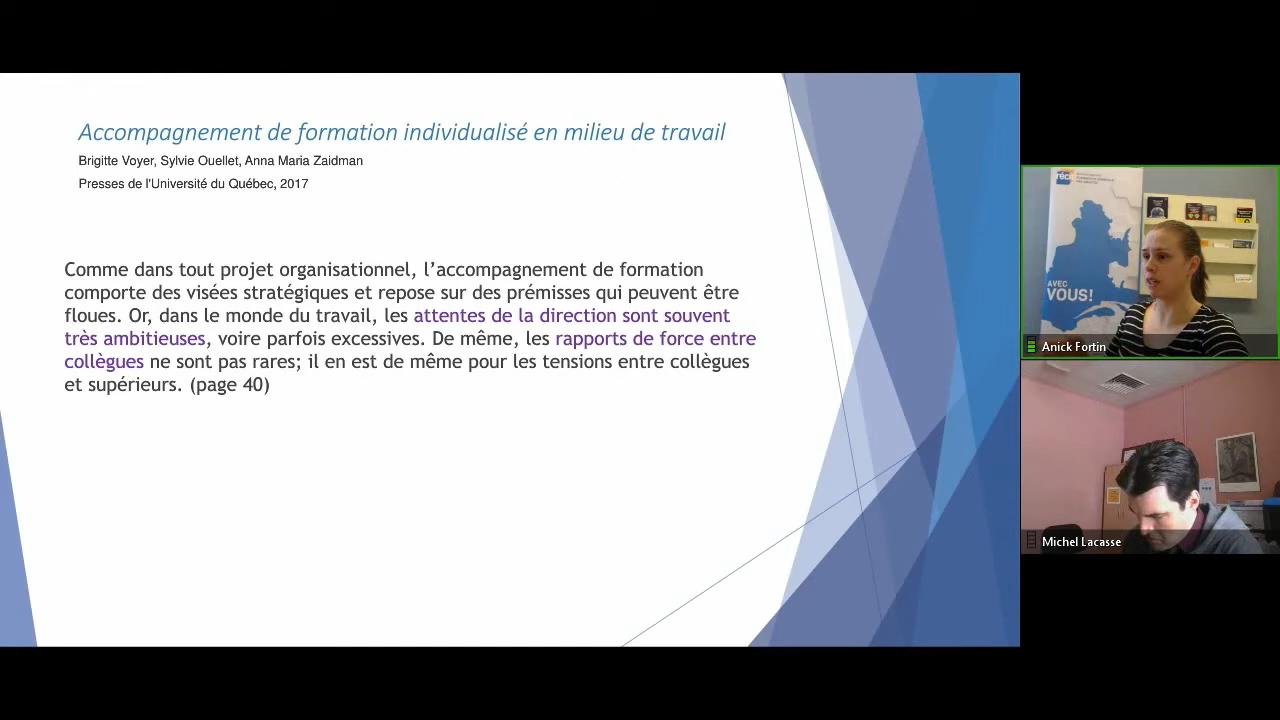 Accompagnement de formation individualisé en milieu de travail
Brigitte Voyer, Sylvie Ouellet, Anna Maria Zaidman
Presses de l'Université du Québec, 2017
Comme dans tout projet organisationnel, l’accompagnement de formation
comporte des visées stratégiques et repose sur des prémisses qui peuvent être
floues. Or, dans le monde du travail, les attentes de la direction sont souvent
très ambitieuses, voire parfois excessives. De même, les rapports de force entre
collègues ne sont pas rares; il en est de même pour les tensions entre collègues
et supérieurs. (page 40)
AVEC
VOUS!
Anick Fortin
Michel Lacasse